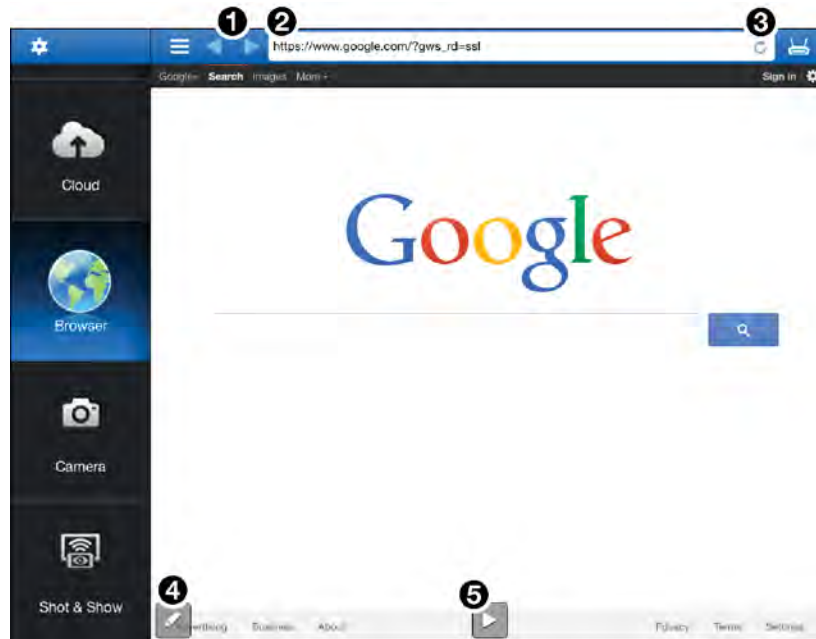 1 2 3
https://www.google.com/?gws_rd=ssl
Google+ Search Images More Sign in
Cloud
Google
Browser
Camera
Shot & Show
4 5
Advertising Business About Privacy Terms Settings